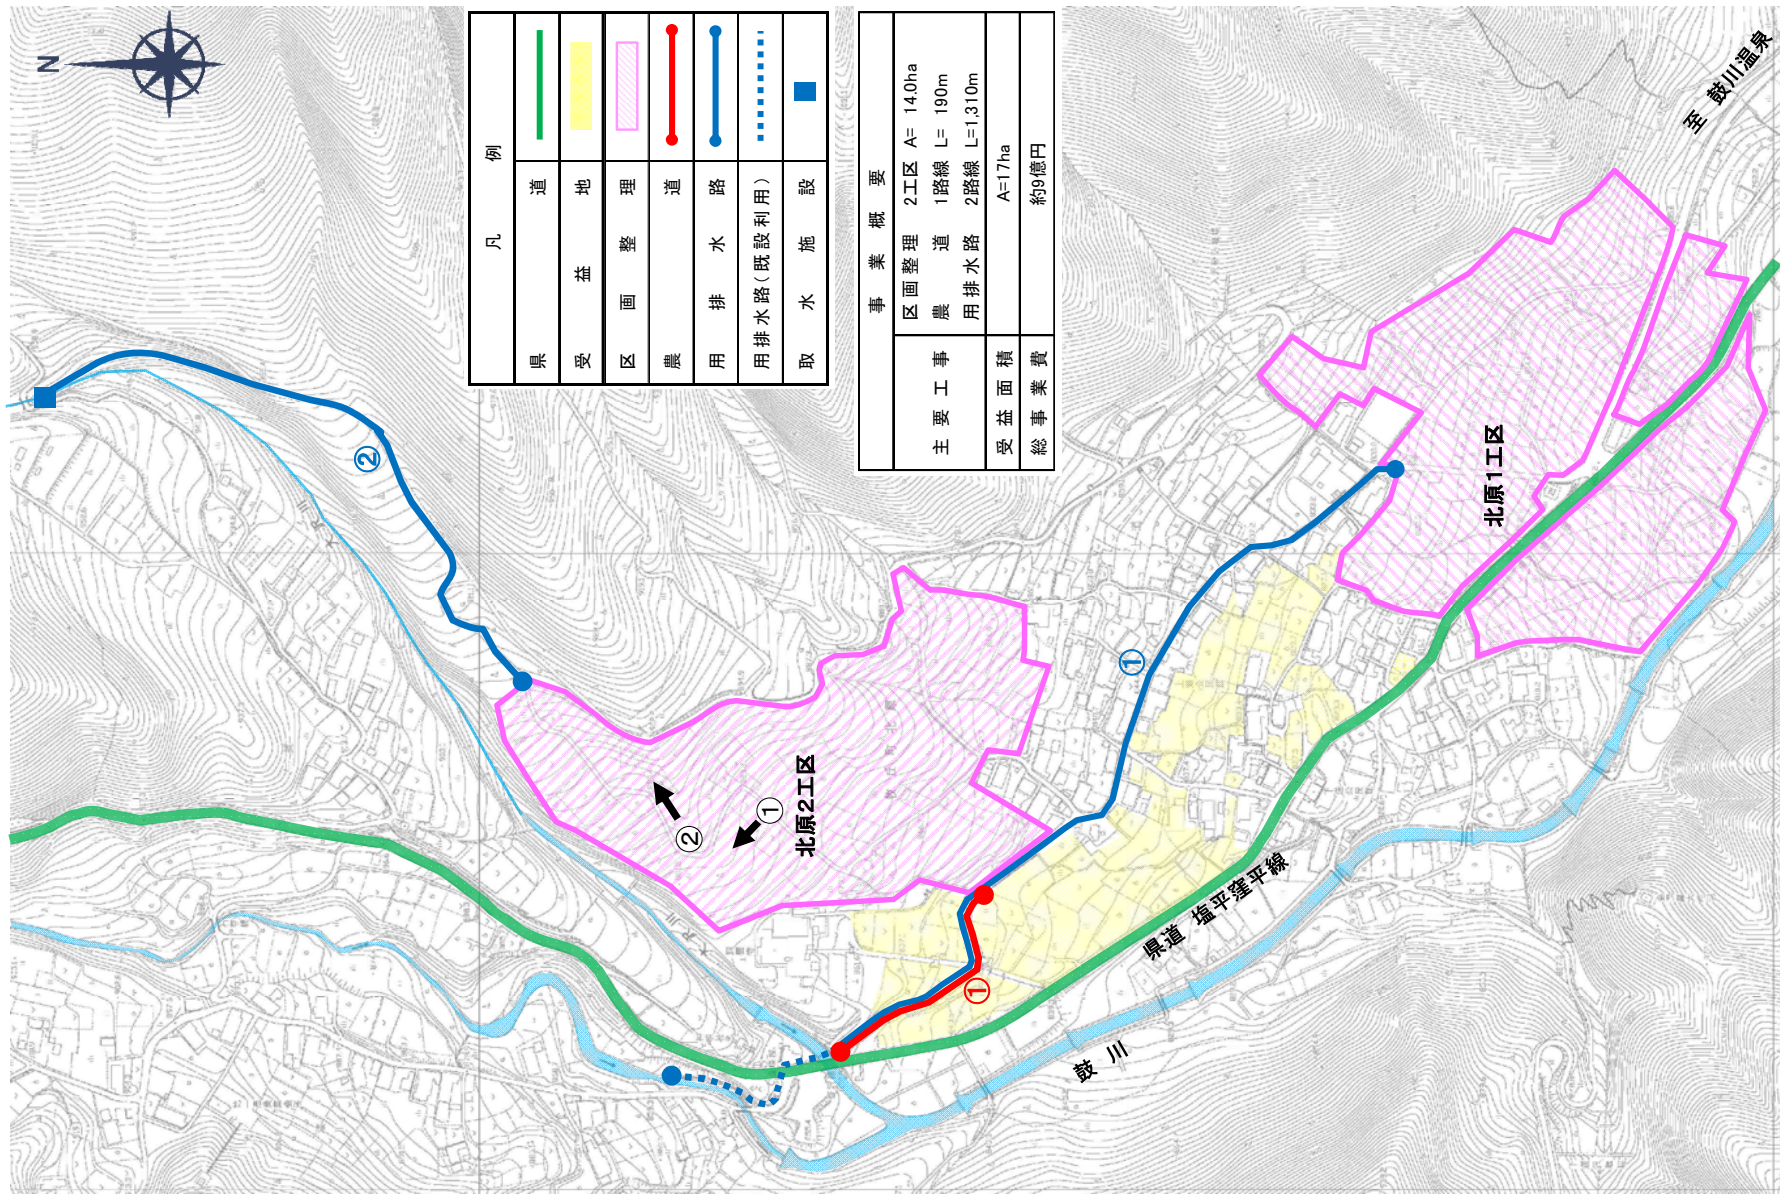 N
凡例
県道
受益地
区画整理
農道
用排水路
用排水路(既設利用)
取水施設
事業概要
主要工事
区画整理 2工区 A= 14.0ha
農道 1路線 L= 190m
用排水路 2路線 L=1,310m
受益面積 A=17ha
総事業費 約9億円
至 鼓川温泉
北原1工区
北原2工区
①
②
①
②
①
県道 塩平窪平線
鼓川